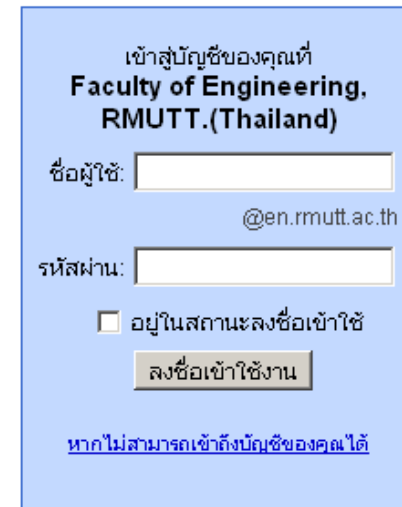 เข้าสู่บัญชีของคุณที่
Faculty of Engineering,
RMUTT.(Thailand)
ชื่อผู้ใช้:
@en.rmutt.ac.th
รหัสผ่าน:
อยู่ในสถานะลงชื่อเข้าใช้
ลงชื่อเข้าใช้งาน
หากไม่สามารถเข้าถึงบัญชีของคุณได้